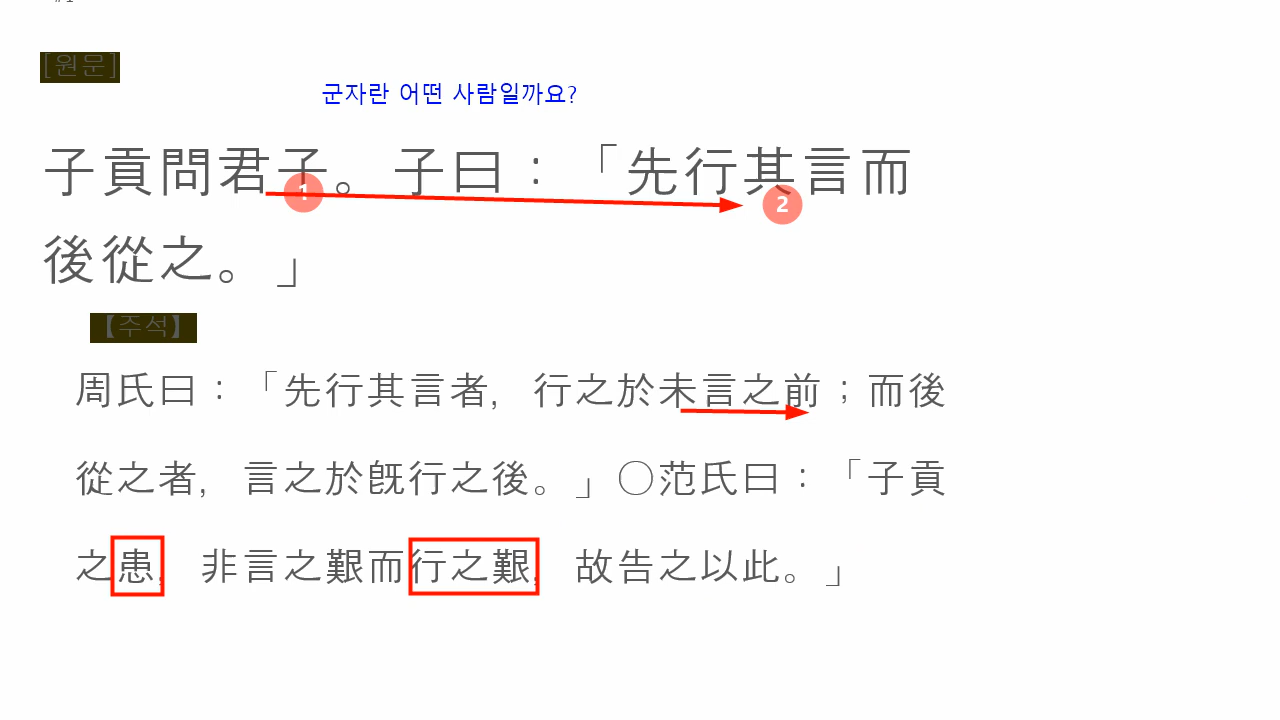 [원문]
군자란 어떤 사람일까요?
子貢問君子。子曰：「先行其言而
1
2
後從之。」
【주석】
周氏曰：「先行其言者, 行之於未言之前；而後
從之者, 言之於旣行之後。」○范氏曰：「子貢
之患, 非言之艱而行之艱, 故告之以此。」